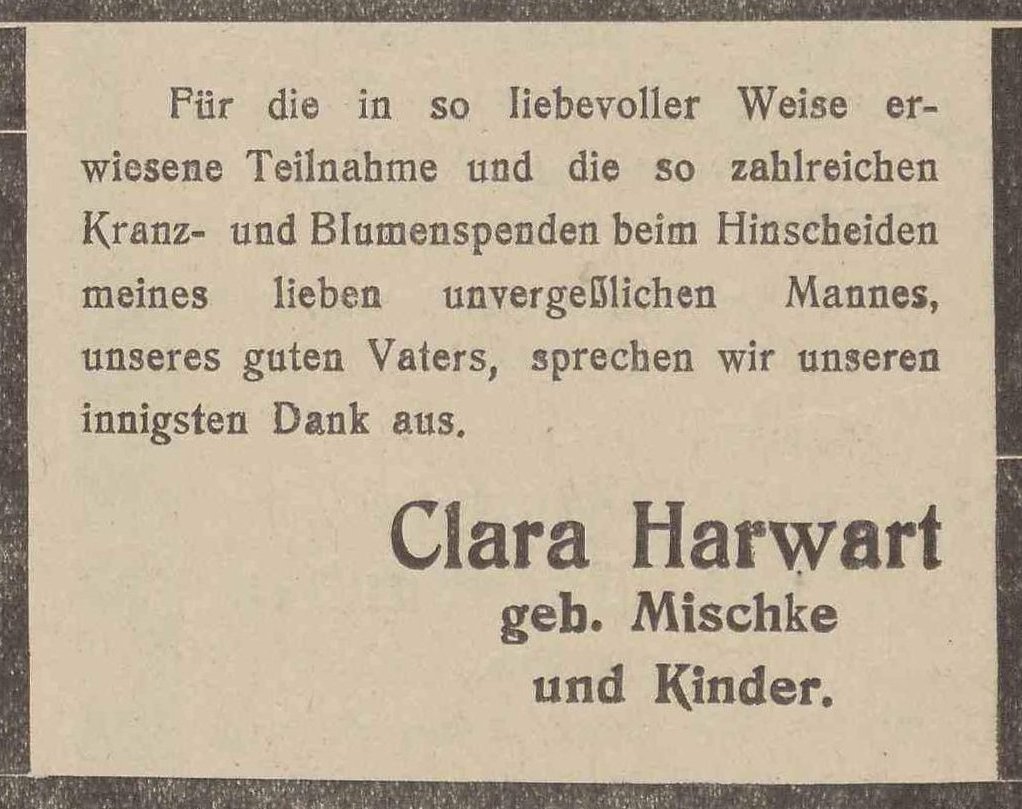 Für die in so liebevoller Weise er-
wiesene Teilnahme und die so zahlreichen
Kranz- und Blumenspenden beim Hinscheiden
meines lieben unvergeßlichen Mannes,
unseres guten Vaters, sprechen wir unseren
innigsten Dank aus.
Clara Harwart
geb. Mischke
und Kinder.